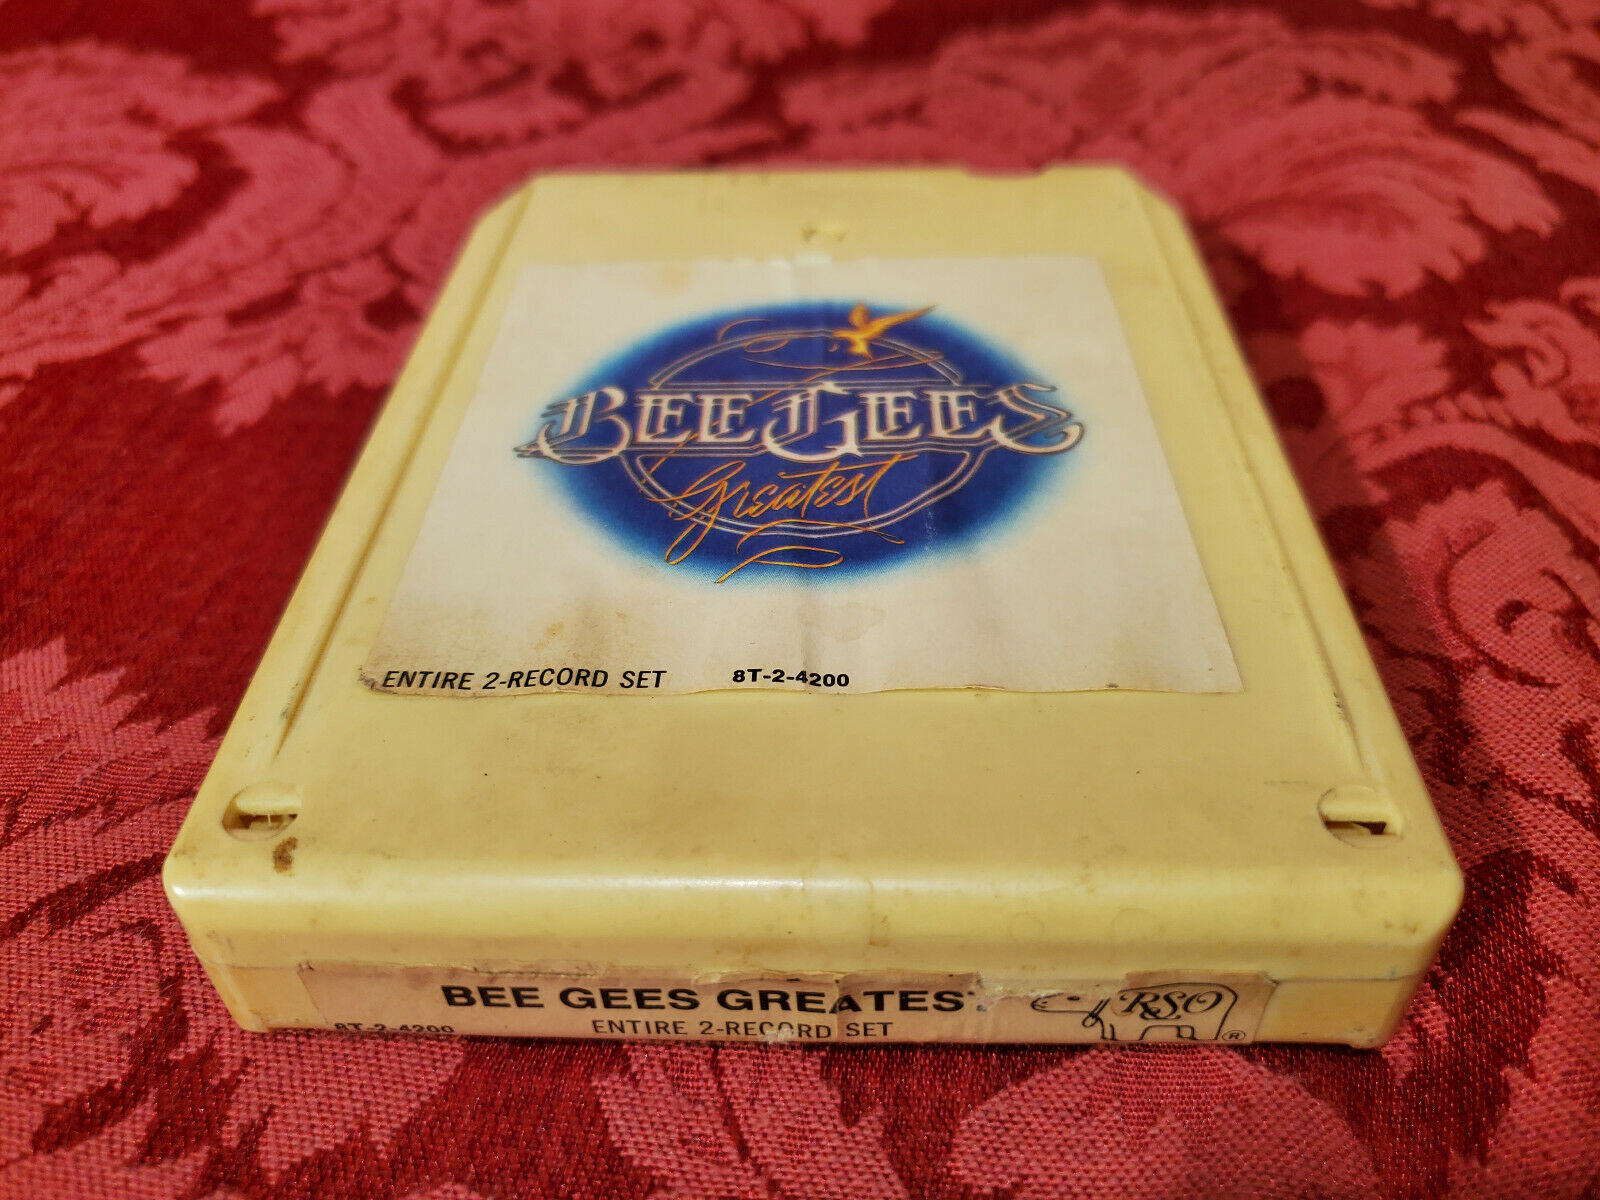 BEE GEES
Greatest
ENTIRE 2-RECORD SET 8T-2-4200
BEE GEES GREATEST
8T-2-4200 ENTIRE 2-RECORD SET
RSO
®